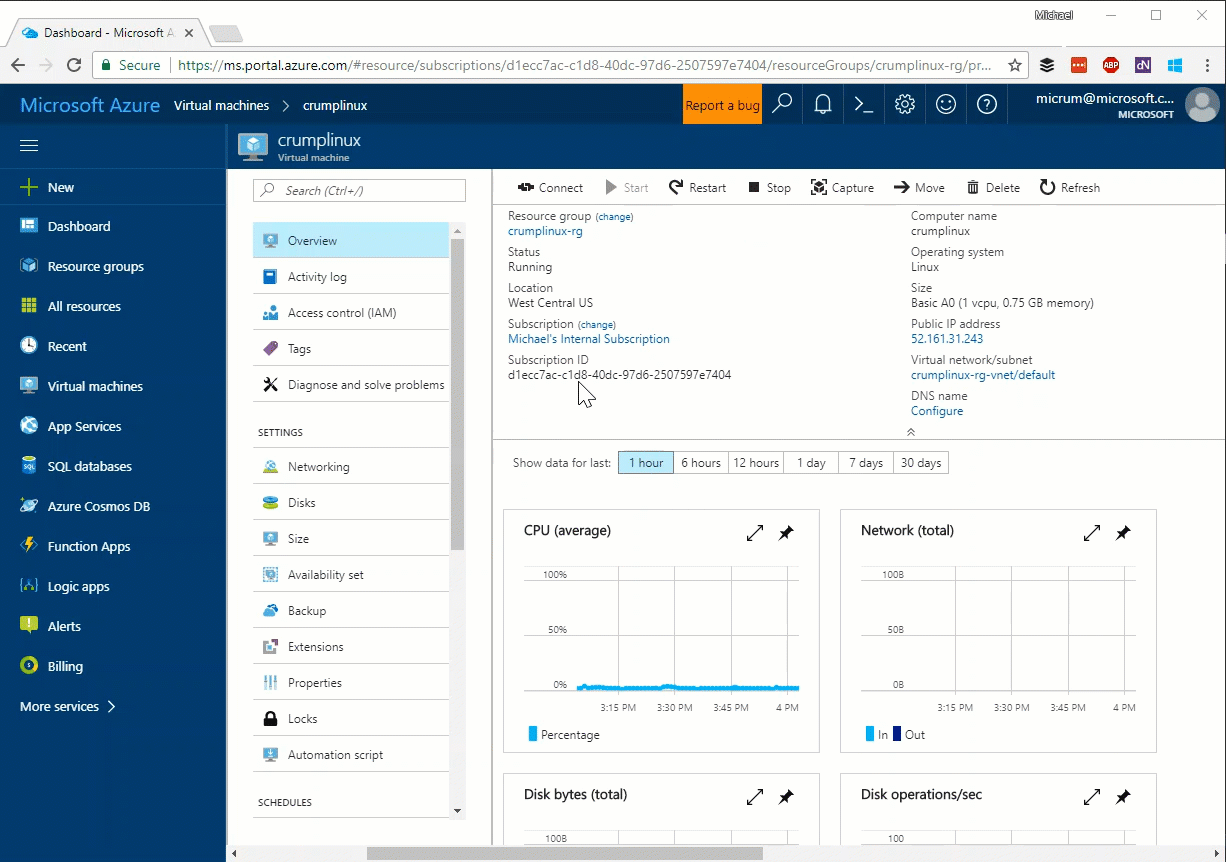 Michael
Dashboard - Microsoft A
Secure https://ms.portal.azure.com/#resource/subscriptions/d1ecc7ac-c1d8-40dc-97d6-2507597e7404/resourceGroups/crumplinux-rg/pr...
ABP dN
Microsoft Azure Virtual machines crumplinux
Report a bug
micrum@microsoft.c...
MICROSOFT
crumplinux
Virtual machine
New
Dashboard
Resource groups
All resources
Recent
Virtual machines
App Services
SQL databases
Azure Cosmos DB
Function Apps
Logic apps
Alerts
Billing
More services
Search (Ctrl+/)
Overview
Activity log
Access control (IAM)
Tags
Diagnose and solve problems
SETTINGS
Networking
Disks
Size
Availability set
Backup
Extensions
Properties
Locks
Automation script
SCHEDULES
Connect Start Restart Stop Capture Move Delete Refresh
Resource group (change)
crumplinux-rg
Status
Running
Location
West Central US
Subscription (change)
Michael's Internal Subscription
Subscription ID
d1ecc7ac-c1d8-40dc-97d6-2507597e7404
Computer name
crumplinux
Operating system
Linux
Size
Basic A0 (1 vcpu, 0.75 GB memory)
Public IP address
52.161.31.243
Virtual network/subnet
crumplinux-rg-vnet/default
DNS name
Configure
Show data for last: 1 hour 6 hours 12 hours 1 day 7 days 30 days
CPU (average)
100%
50%
0%
3:15 PM 3:30 PM 3:45 PM 4 PM
Percentage
Network (total)
100B
50B
0B
3:15 PM 3:30 PM 3:45 PM 4 PM
In Out
Disk bytes (total)
100B
Disk operations/sec
100